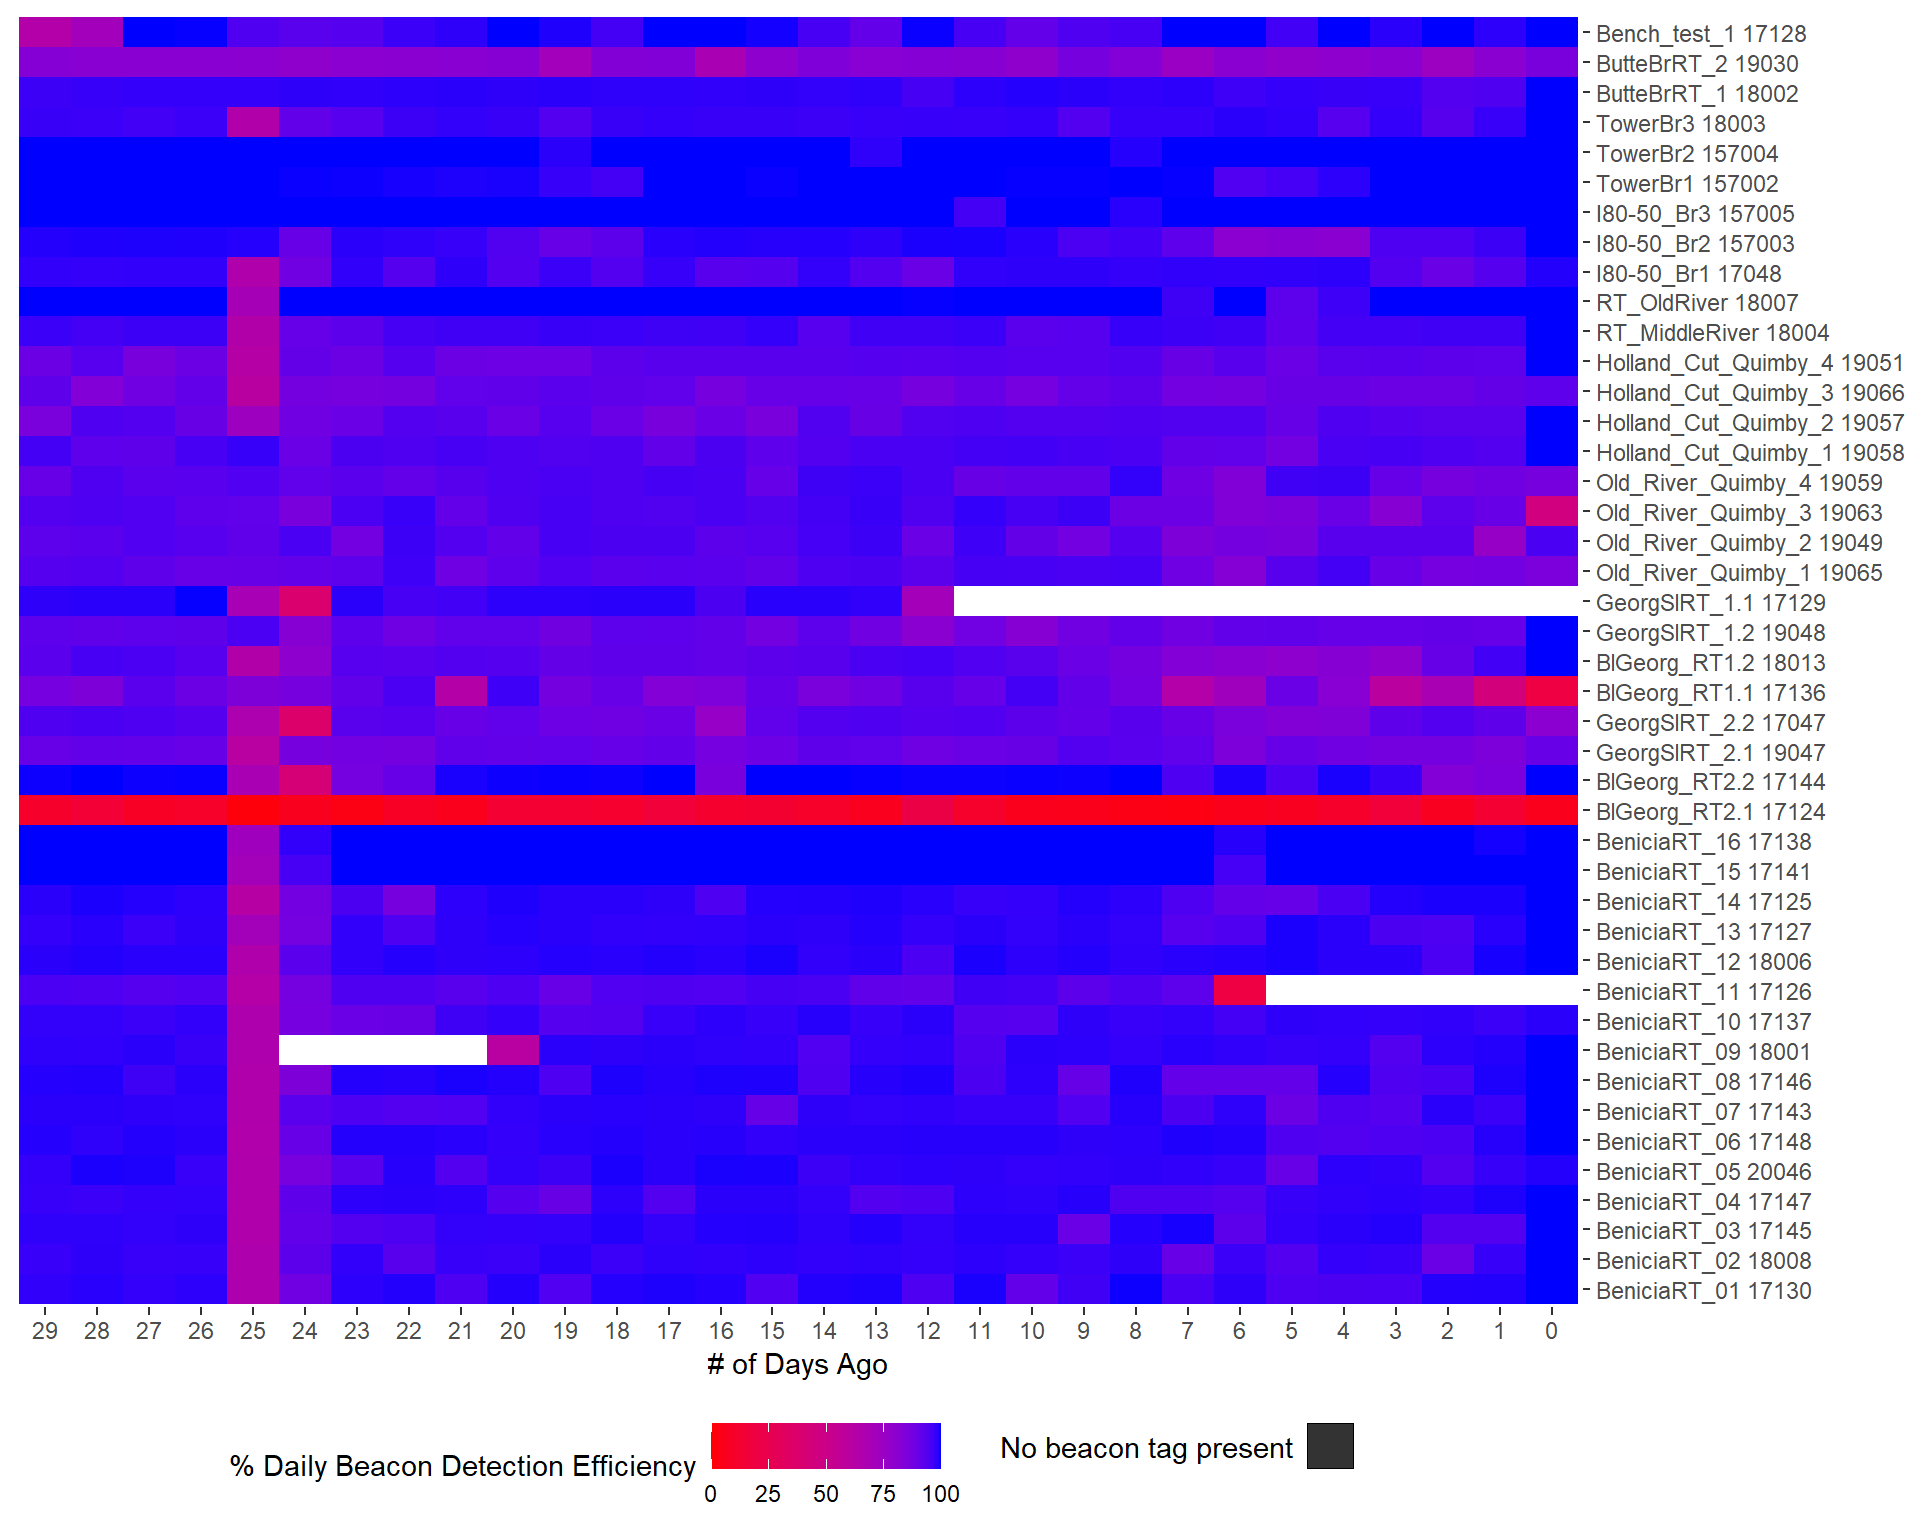 Bench_test_1 17128
ButteBrRT_2 19030
ButteBrRT_1 18002
TowerBr3 18003
TowerBr2 157004
TowerBr1 157002
I80-50_Br3 157005
I80-50_Br2 157003
I80-50_Br1 17048
RT_OldRiver 18007
RT_MiddleRiver 18004
Holland_Cut_Quimby_4 19051
Holland_Cut_Quimby_3 19066
Holland_Cut_Quimby_2 19057
Holland_Cut_Quimby_1 19058
Old_River_Quimby_4 19059
Old_River_Quimby_3 19063
Old_River_Quimby_2 19049
Old_River_Quimby_1 19065
GeorgSlRT_1.1 17129
GeorgSlRT_1.2 19048
BlGeorg_RT1.2 18013
BlGeorg_RT1.1 17136
GeorgSlRT_2.2 17047
GeorgSlRT_2.1 19047
BlGeorg_RT2.2 17144
BlGeorg_RT2.1 17124
BeniciaRT_16 17138
BeniciaRT_15 17141
BeniciaRT_14 17125
BeniciaRT_13 17127
BeniciaRT_12 18006
BeniciaRT_11 17126
BeniciaRT_10 17137
BeniciaRT_09 18001
BeniciaRT_08 17146
BeniciaRT_07 17143
BeniciaRT_06 17148
BeniciaRT_05 20046
BeniciaRT_04 17147
BeniciaRT_03 17145
BeniciaRT_02 18008
BeniciaRT_01 17130
29 28 27 26 25 24 23 22 21 20 19 18 17 16 15 14 13 12 11 10 9 8 7 6 5 4 3 2 1 0
# of Days Ago
% Daily Beacon Detection Efficiency
0 25 50 75 100
No beacon tag present